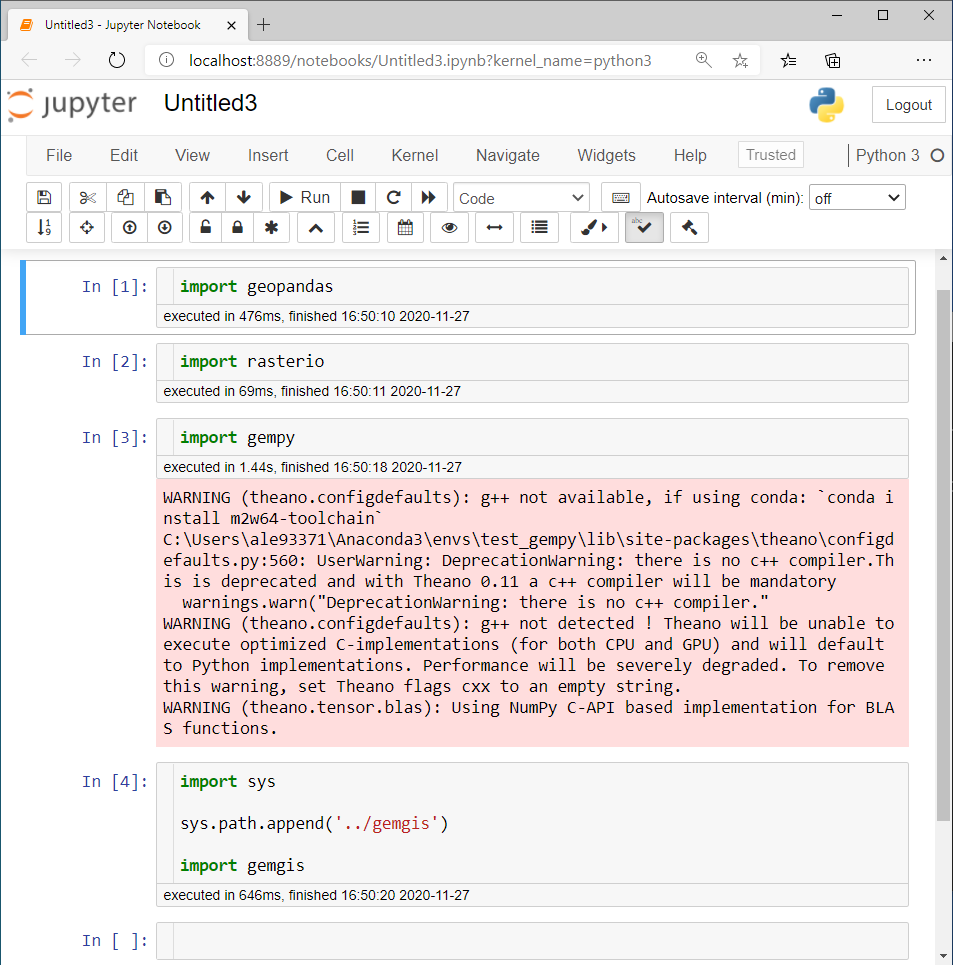 Untitled3 - Jupyter Notebook
localhost:8889/notebooks/Untitled3.ipynb?kernel_name=python3
jupyter Untitled3
Logout
File Edit View Insert Cell Kernel Navigate Widgets Help Trusted Python 3
Run Code Autosave interval (min): off
abc
In [1]: import geopandas
executed in 476ms, finished 16:50:10 2020-11-27
In [2]: import rasterio
executed in 69ms, finished 16:50:11 2020-11-27
In [3]: import gempy
executed in 1.44s, finished 16:50:18 2020-11-27
WARNING (theano.configdefaults): g++ not available, if using conda: `conda i
nstall m2w64-toolchain`
C:\Users\ale93371\Anaconda3\envs\test_gempy\lib\site-packages\theano\configd
efaults.py:560: UserWarning: DeprecationWarning: there is no c++ compiler.Th
is is deprecated and with Theano 0.11 a c++ compiler will be mandatory
warnings.warn("DeprecationWarning: there is no c++ compiler."
WARNING (theano.configdefaults): g++ not detected ! Theano will be unable to
execute optimized C-implementations (for both CPU and GPU) and will default
to Python implementations. Performance will be severely degraded. To remove
this warning, set Theano flags cxx to an empty string.
WARNING (theano.tensor.blas): Using NumPy C-API based implementation for BLA
S functions.
In [4]: import sys
sys.path.append('../gemgis')
import gemgis
executed in 646ms, finished 16:50:20 2020-11-27
In [ ]: